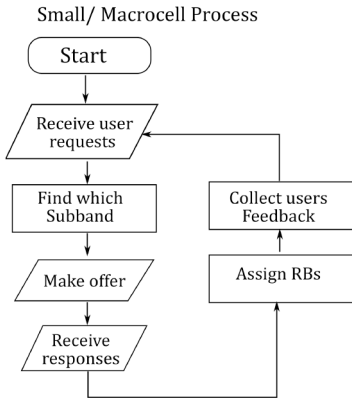 Small/ Macrocell Process
Start
Receive user
requests
Find which
Subband
Make offer
Receive
responses
Assign RBs
Collect users
Feedback